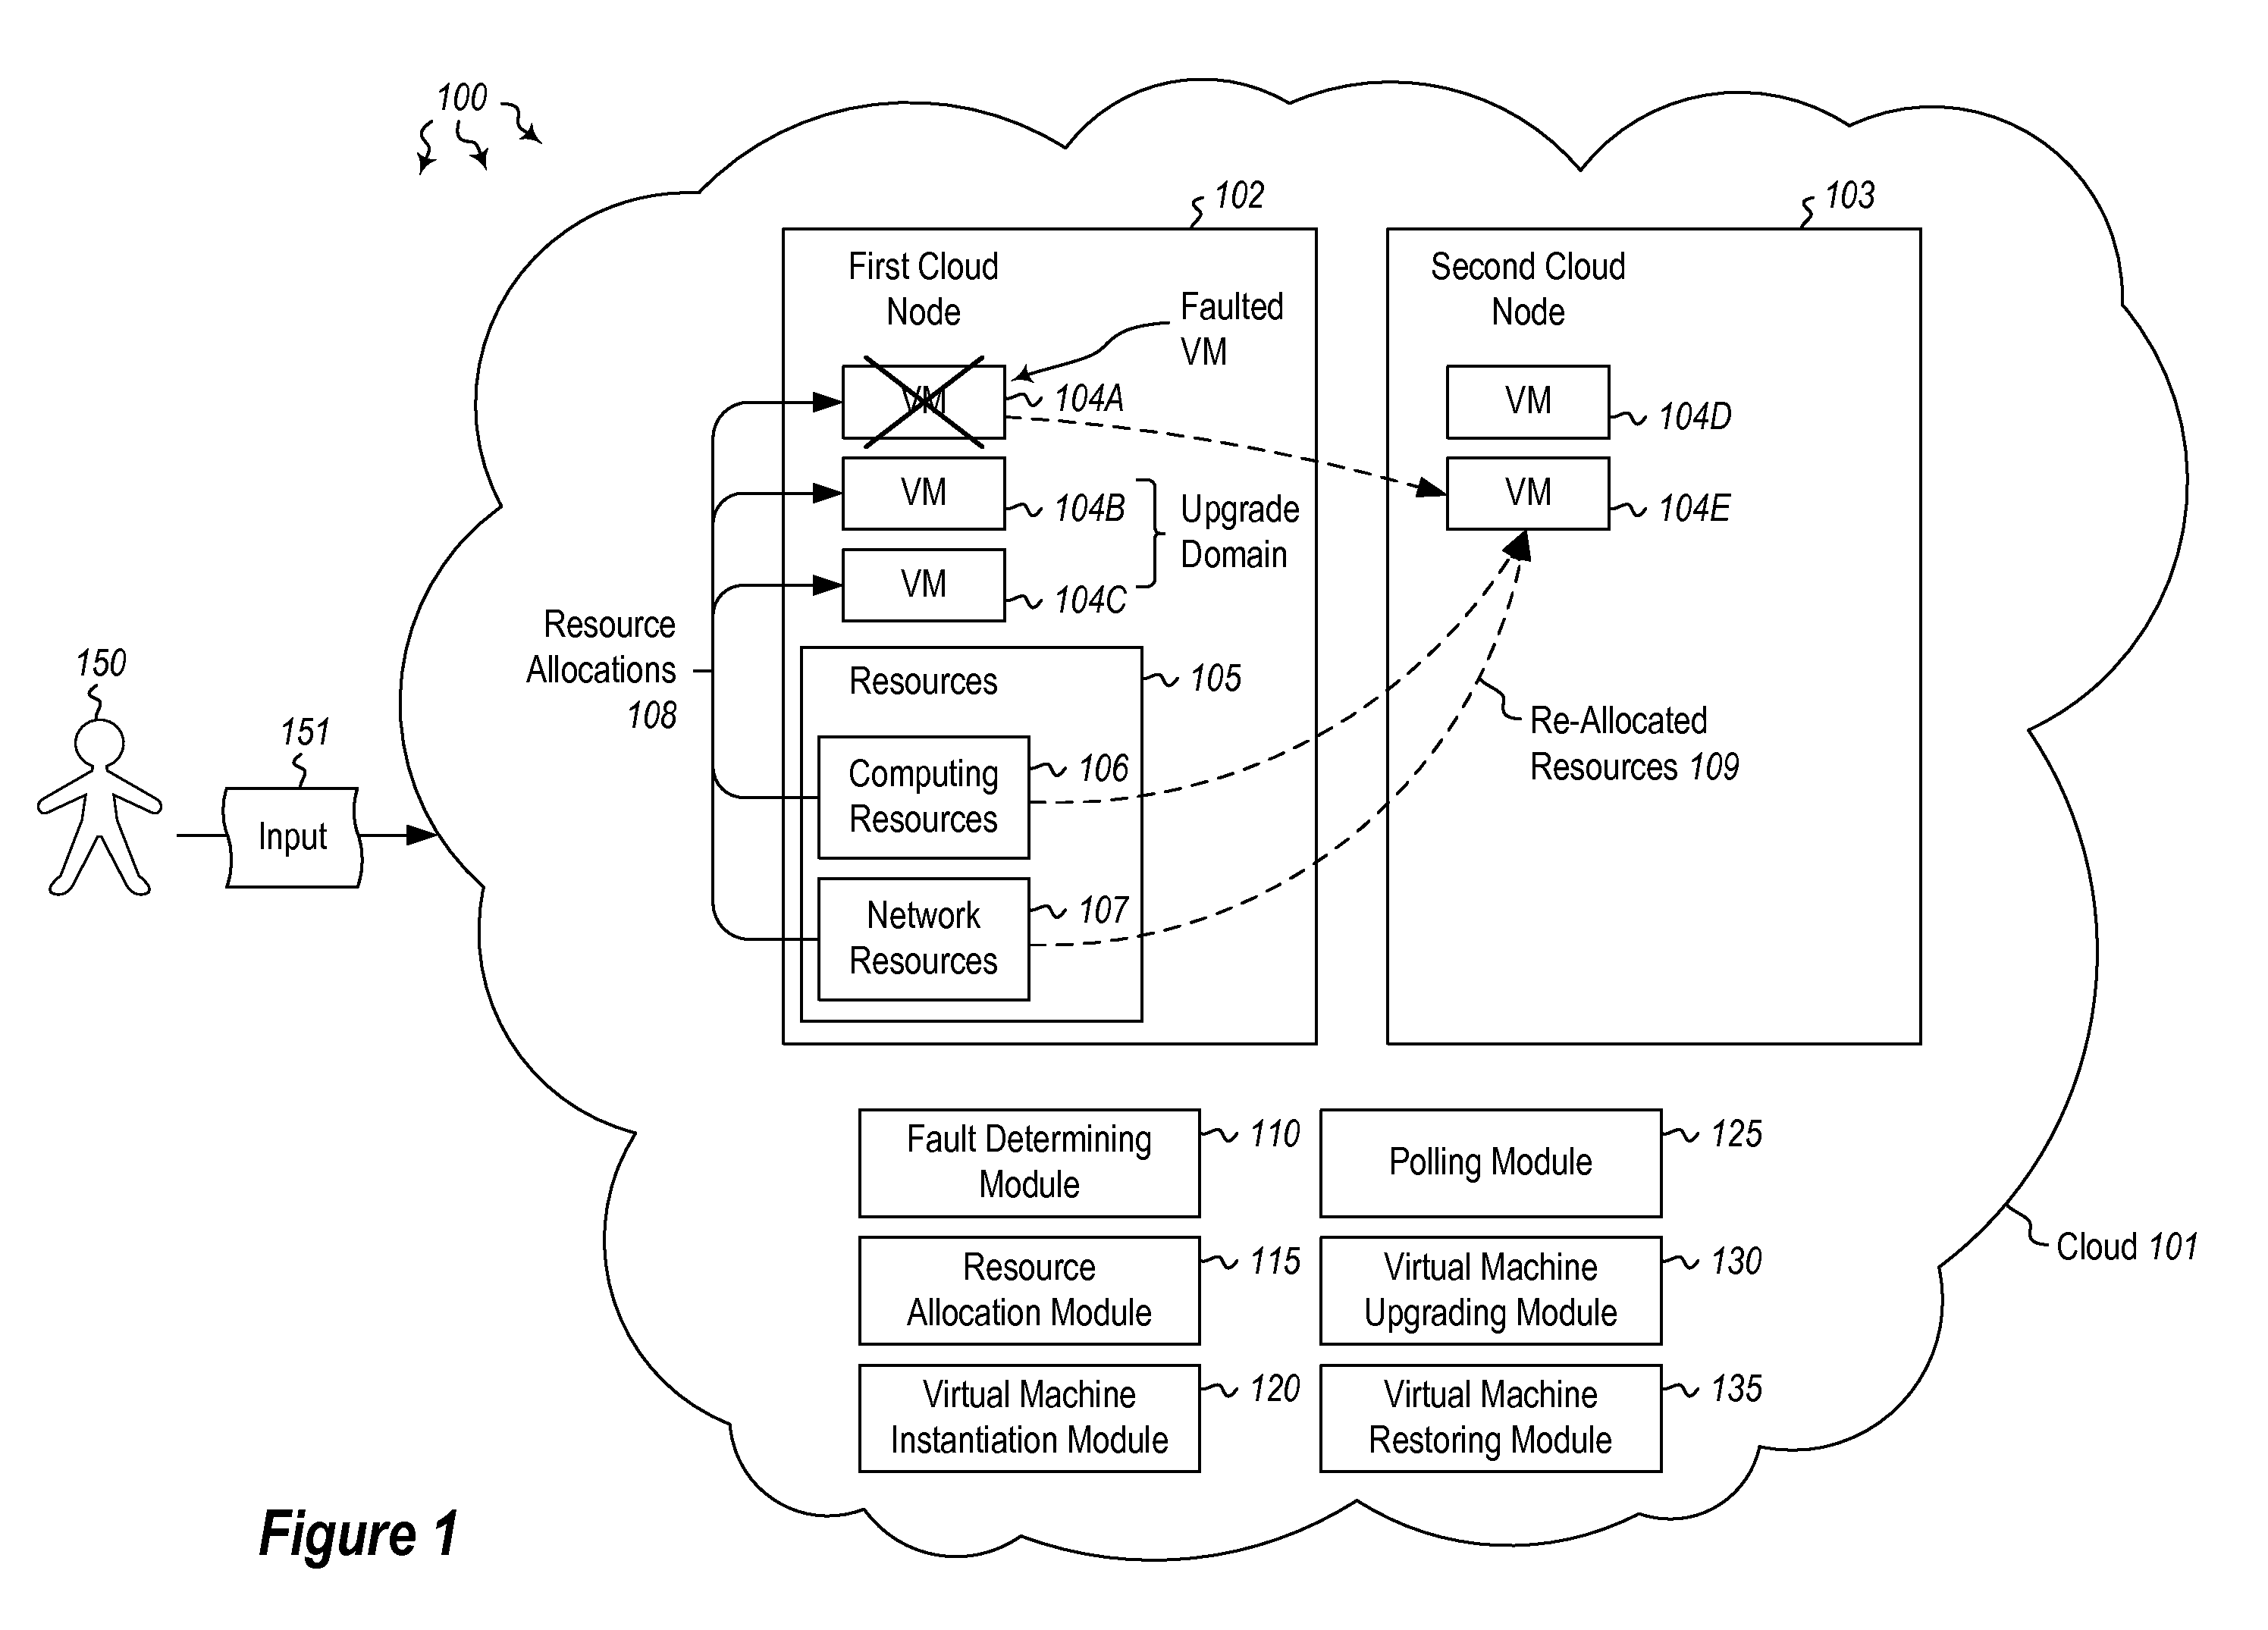 100
102
103
First Cloud
Node
Second Cloud
Node
Faulted
VM
VM
104A
VM
104D
VM
104B
VM
104E
Upgrade
Domain
VM
104C
Resource
Allocations
108
Resources
105
150
151
Input
Computing
Resources
106
Re-Allocated
Resources 109
Network
Resources
107
Fault Determining
Module
110
Polling Module
125
Resource
Allocation Module
115
Virtual Machine
Upgrading Module
130
Cloud 101
Virtual Machine
Instantiation Module
120
Virtual Machine
Restoring Module
135
Figure 1